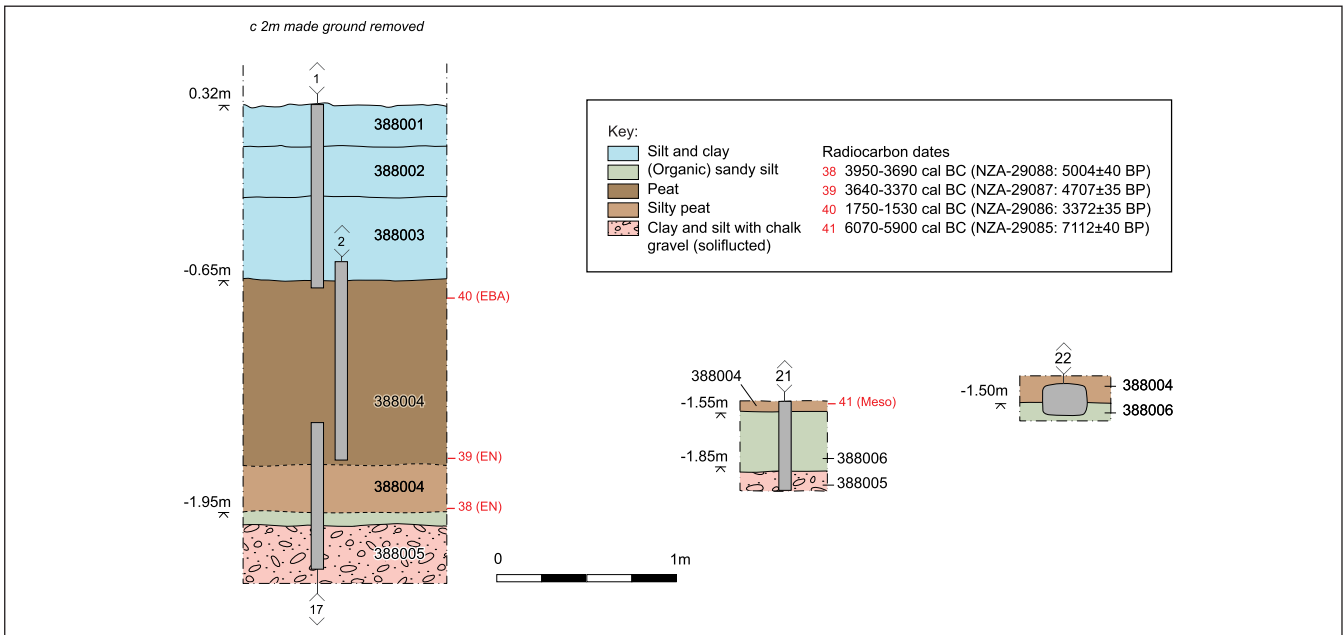 c 2m made ground removed
1
0.32m
388001
388002
388003
2
-0.65m
40 (EBA)
388004
39 (EN)
388004
38 (EN)
-1.95m
388005
17
Key:
Silt and clay
(Organic) sandy silt
Peat
Silty peat
Clay and silt with chalk
gravel (soliflucted)
Radiocarbon dates
38 3950-3690 cal BC (NZA-29088: 5004±40 BP)
39 3640-3370 cal BC (NZA-29087: 4707±35 BP)
40 1750-1530 cal BC (NZA-29086: 3372±35 BP)
41 6070-5900 cal BC (NZA-29085: 7112±40 BP)
388004
21
-1.55m
41 (Meso)
-1.85m
388006
388005
22
-1.50m
388004
388006
0
1m